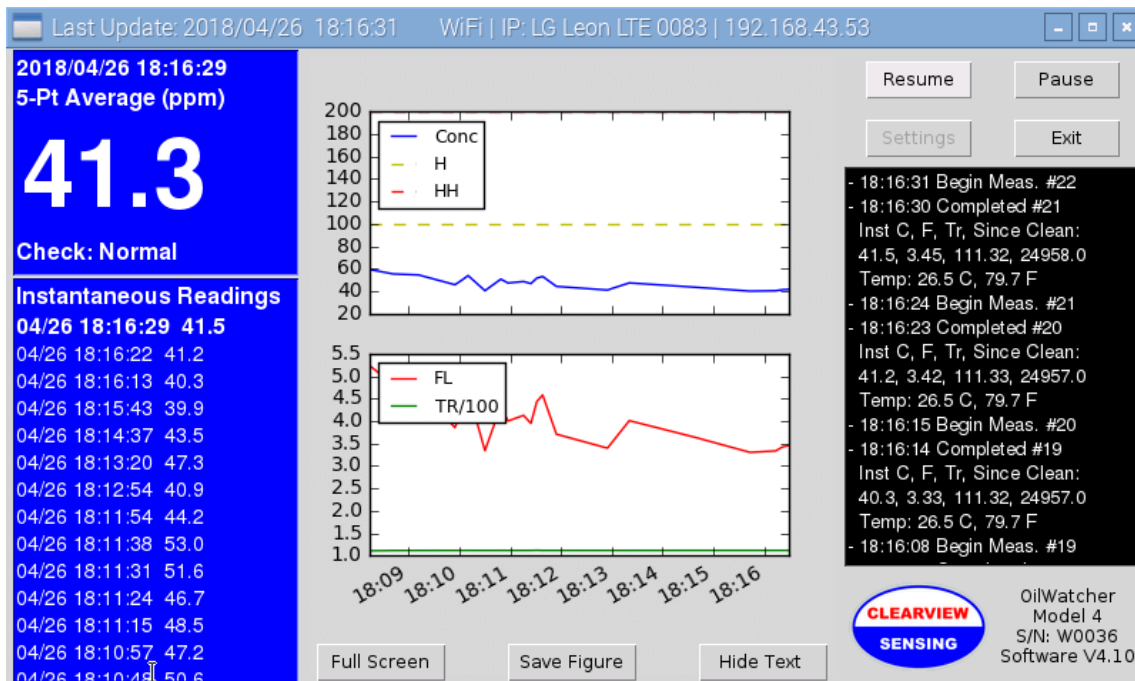 Last Update: 2018/04/26 18:16:31 WiFi | IP: LG Leon LTE 0083 | 192.168.43.53
2018/04/26 18:16:29
5-Pt Average (ppm)
41.3
Check: Normal
Instantaneous Readings
04/26 18:16:29 41.5
04/26 18:16:22 41.2
04/26 18:16:13 40.3
04/26 18:15:43 39.9
04/26 18:14:37 43.5
04/26 18:13:20 47.3
04/26 18:12:54 40.9
04/26 18:11:54 44.2
04/26 18:11:38 53.0
04/26 18:11:31 51.6
04/26 18:11:24 46.7
04/26 18:11:15 48.5
04/26 18:10:57 47.2
04/26 18:10:48 50.6
200
180
160
140
120
100
80
60
40
20
Conc
H
HH
5.5
5.0
4.5
4.0
3.5
3.0
2.5
2.0
1.5
1.0
FL
TR/100
18:09 18:10 18:11 18:12 18:13 18:14 18:15 18:16
Full Screen Save Figure Hide Text
Resume Pause
Settings Exit
- 18:16:31 Begin Meas. #22
- 18:16:30 Completed #21
Inst C, F, Tr, Since Clean:
41.5, 3.45, 111.32, 24958.0
Temp: 26.5 C, 79.7 F
- 18:16:24 Begin Meas. #21
- 18:16:23 Completed #20
Inst C, F, Tr, Since Clean:
41.2, 3.42, 111.33, 24957.0
Temp: 26.5 C, 79.7 F
- 18:16:15 Begin Meas. #20
- 18:16:14 Completed #19
Inst C, F, Tr, Since Clean:
40.3, 3.33, 111.32, 24957.0
Temp: 26.5 C, 79.7 F
- 18:16:08 Begin Meas. #19
CLEARVIEW
SENSING
OilWatcher
Model 4
S/N: W0036
Software V4.10